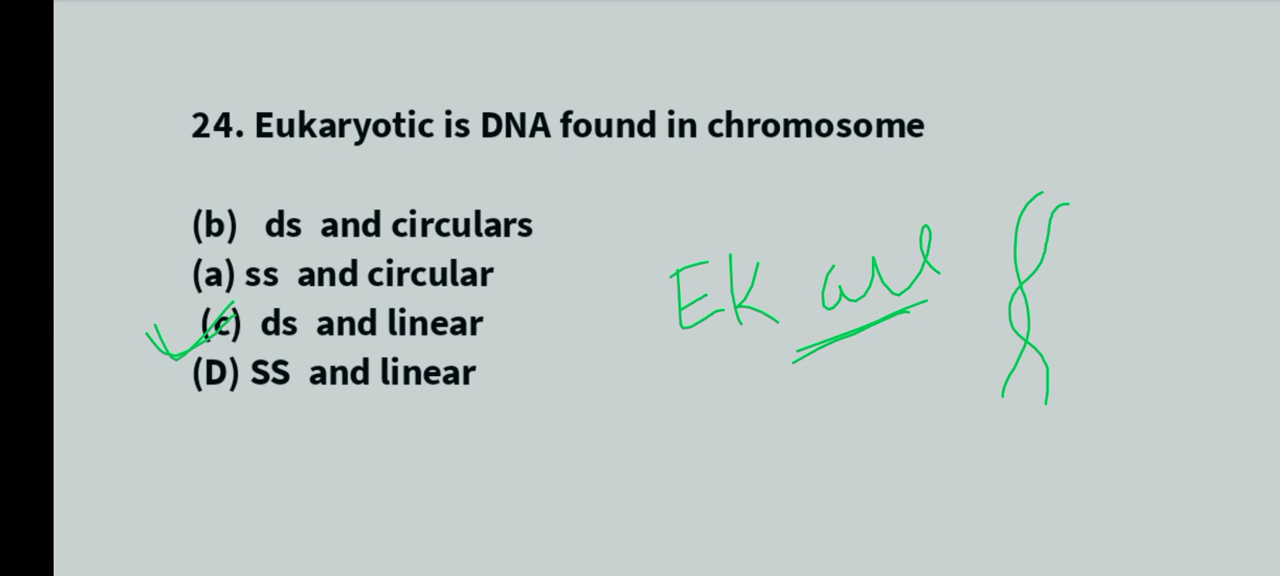 24. Eukaryotic is DNA found in chromosome
(b) ds and circulars
(a) ss and circular
(c) ds and linear
(D) SS and linear
EK are